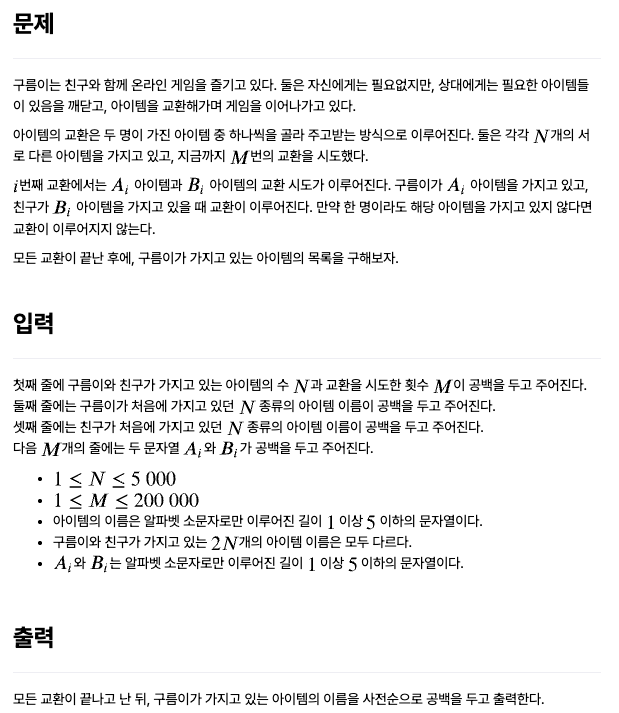 문제
구름이는 친구와 함께 온라인 게임을 즐기고 있다. 둘은 자신에게는 필요없지만, 상대에게는 필요한 아이템들
이 있음을 깨닫고, 아이템을 교환해가며 게임을 이어나가고 있다.
아이템의 교환은 두 명이 가진 아이템 중 하나씩을 골라 주고받는 방식으로 이루어진다. 둘은 각각 N개의 서
로 다른 아이템을 가지고 있고, 지금까지 M번의 교환을 시도했다.
i번째 교환에서는 A_i 아이템과 B_i 아이템의 교환 시도가 이루어진다. 구름이가 A_i 아이템을 가지고 있고,
친구가 B_i 아이템을 가지고 있을 때 교환이 이루어진다. 만약 한 명이라도 해당 아이템을 가지고 있지 않다면
교환이 이루어지지 않는다.
모든 교환이 끝난 후에, 구름이가 가지고 있는 아이템의 목록을 구해보자.
입력
첫째 줄에 구름이와 친구가 가지고 있는 아이템의 수 N과 교환을 시도한 횟수 M이 공백을 두고 주어진다.
둘째 줄에는 구름이가 처음에 가지고 있던 N 종류의 아이템 이름이 공백을 두고 주어진다.
셋째 줄에는 친구가 처음에 가지고 있던 N 종류의 아이템 이름이 공백을 두고 주어진다.
다음 M개의 줄에는 두 문자열 A_i와 B_i가 공백을 두고 주어진다.
• 1 ≤ N ≤ 5 000
• 1 ≤ M ≤ 200 000
• 아이템의 이름은 알파벳 소문자로만 이루어진 길이 1 이상 5 이하의 문자열이다.
• 구름이와 친구가 가지고 있는 2N개의 아이템 이름은 모두 다르다.
• A_i와 B_i는 알파벳 소문자로만 이루어진 길이 1 이상 5 이하의 문자열이다.
출력
모든 교환이 끝나고 난 뒤, 구름이가 가지고 있는 아이템의 이름을 사전순으로 공백을 두고 출력한다.